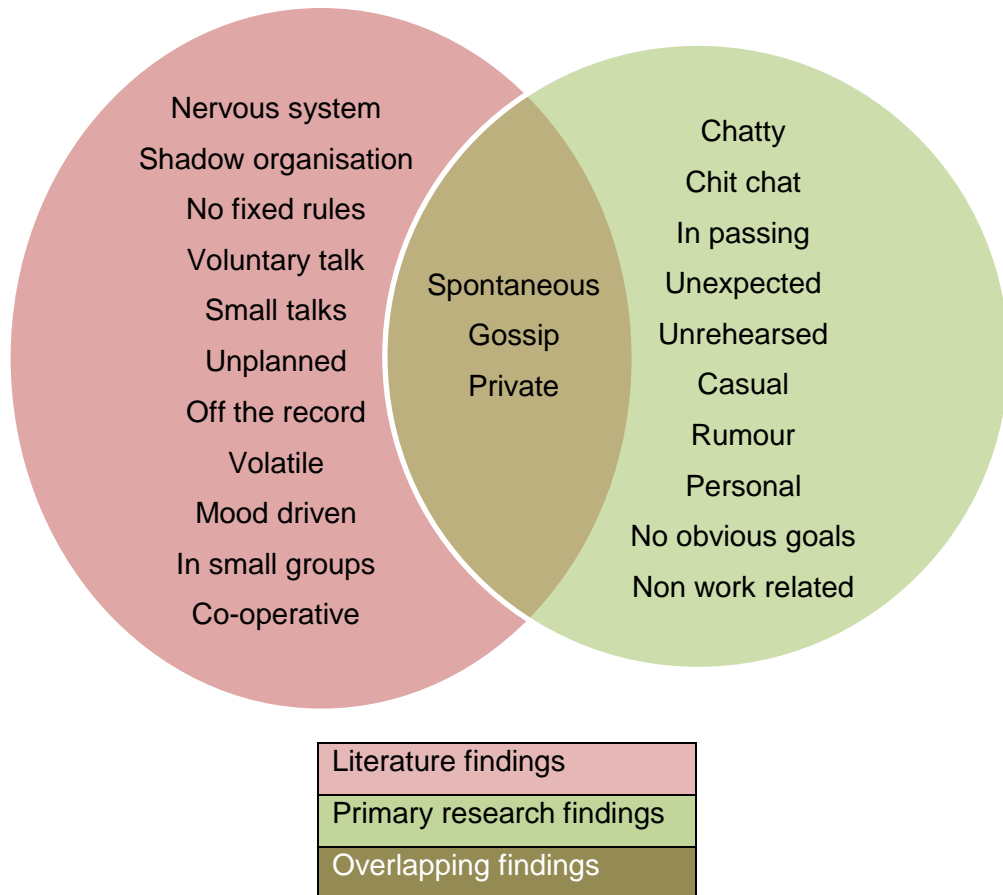 Nervous system
Shadow organisation
No fixed rules
Voluntary talk
Small talks
Unplanned
Off the record
Volatile
Mood driven
In small groups
Co-operative
Spontaneous
Gossip
Private
Chatty
Chit chat
In passing
Unexpected
Unrehearsed
Casual
Rumour
Personal
No obvious goals
Non work related
Literature findings
Primary research findings
Overlapping findings